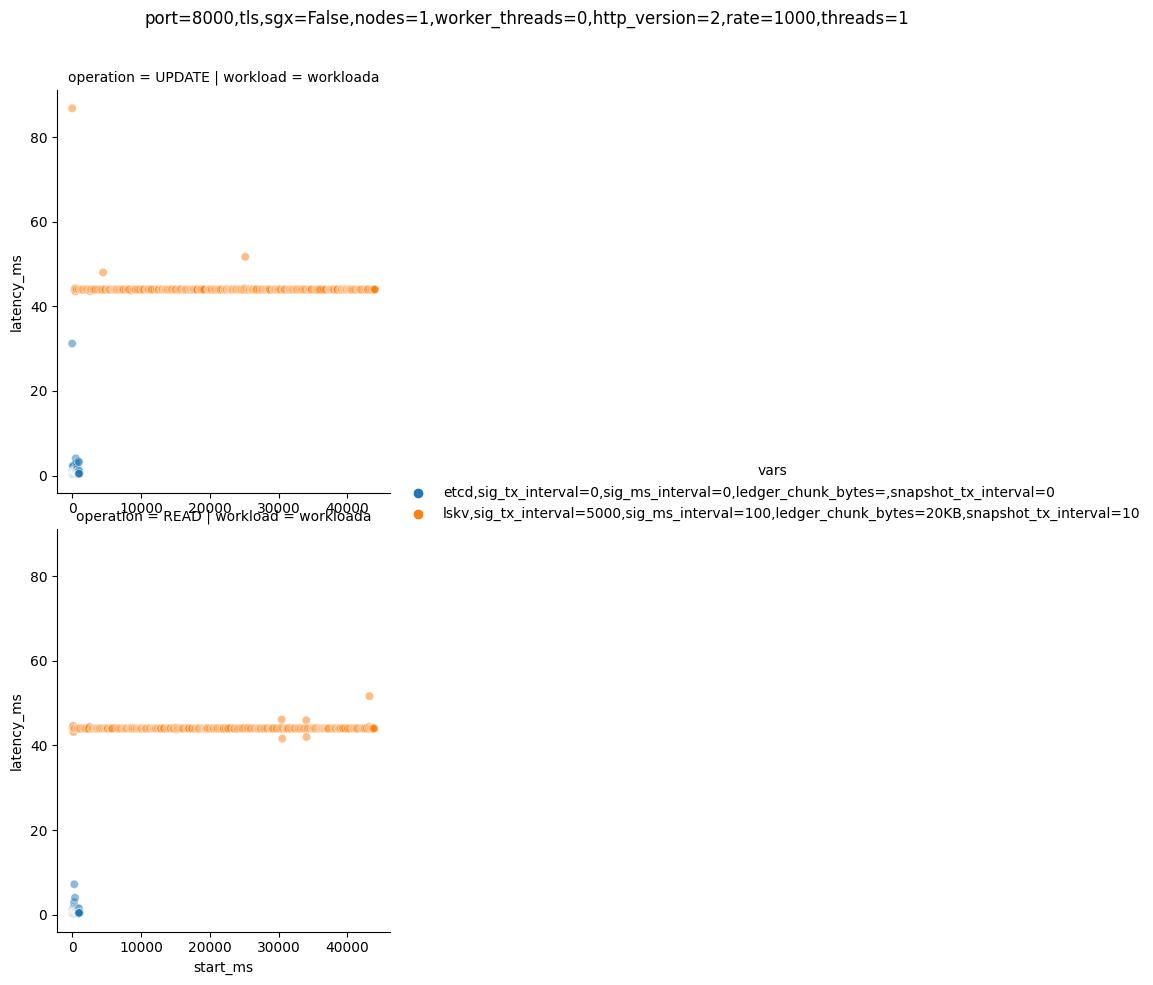 port=8000,tls,sgx=False,nodes=1,worker_threads=0,http_version=2,rate=1000,threads=1
operation = UPDATE | workload = workloada
80
60
40
20
0
latency_ms
0 10000 20000 30000 40000
vars
etcd,sig_tx_interval=0,sig_ms_interval=0,ledger_chunk_bytes=,snapshot_tx_interval=0
lskv,sig_tx_interval=5000,sig_ms_interval=100,ledger_chunk_bytes=20KB,snapshot_tx_interval=10
operation = READ | workload = workloada
80
60
40
20
0
latency_ms
0 10000 20000 30000 40000
start_ms